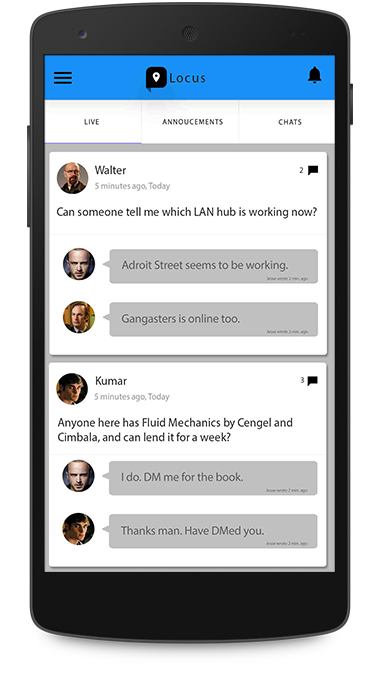 Locus
LIVE
ANNOUCEMENTS
CHATS
Walter
2
5 minutes ago, Today
Can someone tell me which LAN hub is working now?
Adroit Street seems to be working.
Jesse wrote 2 min. ago
Gangasters is online too.
Jesse wrote 2 min. ago
Kumar
3
5 minutes ago, Today
Anyone here has Fluid Mechanics by Cengel and
Cimbala, and can lend it for a week?
I do. DM me for the book.
Jesse wrote 2 min. ago
Thanks man. Have DMed you.
Jesse wrote 2 min. ago